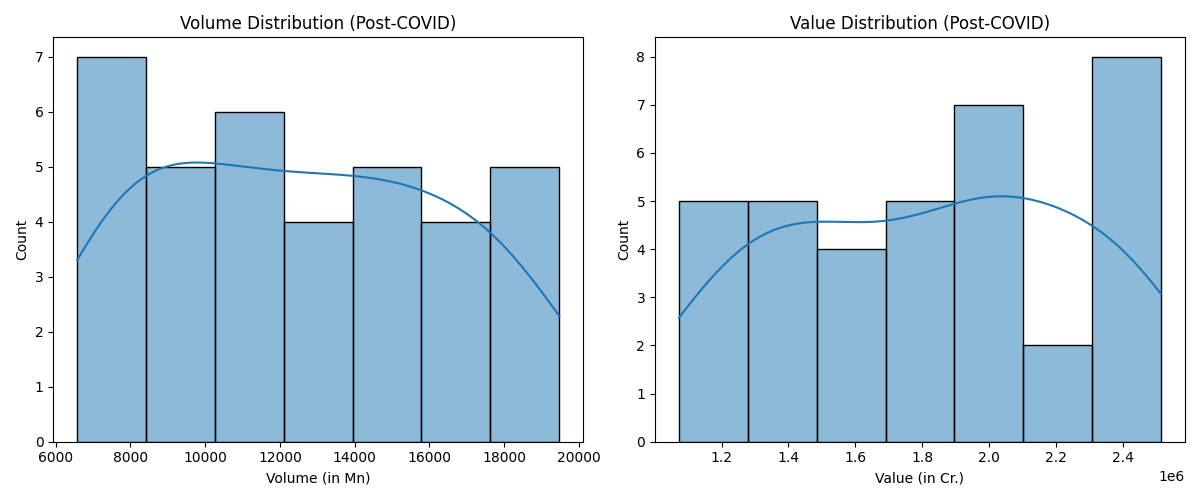 Volume Distribution (Post-COVID)
7
6
5
4
3
2
1
0
Count
6000 8000 10000 12000 14000 16000 18000 20000
Volume (in Mn)
Value Distribution (Post-COVID)
8
7
6
5
4
3
2
1
0
Count
1.2 1.4 1.6 1.8 2.0 2.2 2.4
1e6
Value (in Cr.)